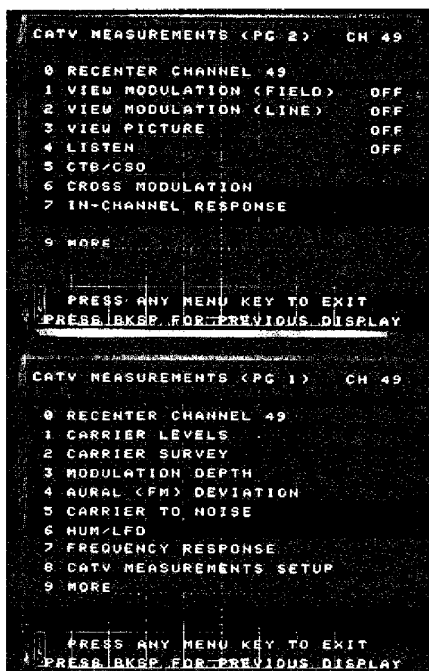 CATV MEASUREMENTS (PG 2) CH 49
0 RECENTER CHANNEL 49
1 VIEW MODULATION (FIELD) OFF
2 VIEW MODULATION (LINE) OFF
3 VIEW PICTURE OFF
4 LISTEN OFF
5 CTB/CSO
6 CROSS MODULATION
7 IN-CHANNEL RESPONSE
9 MORE
PRESS ANY MENU KEY TO EXIT
PRESS BKSP FOR PREVIOUS DISPLAY
CATV MEASUREMENTS (PG 1) CH 49
0 RECENTER CHANNEL 49
1 CARRIER LEVELS
2 CARRIER SURVEY
3 MODULATION DEPTH
4 AURAL (FM) DEVIATION
5 CARRIER TO NOISE
6 HUM/LFD
7 FREQUENCY RESPONSE
8 CATV MEASUREMENTS SETUP
9 MORE
PRESS ANY MENU KEY TO EXIT
PRESS BKSP FOR PREVIOUS DISPLAY